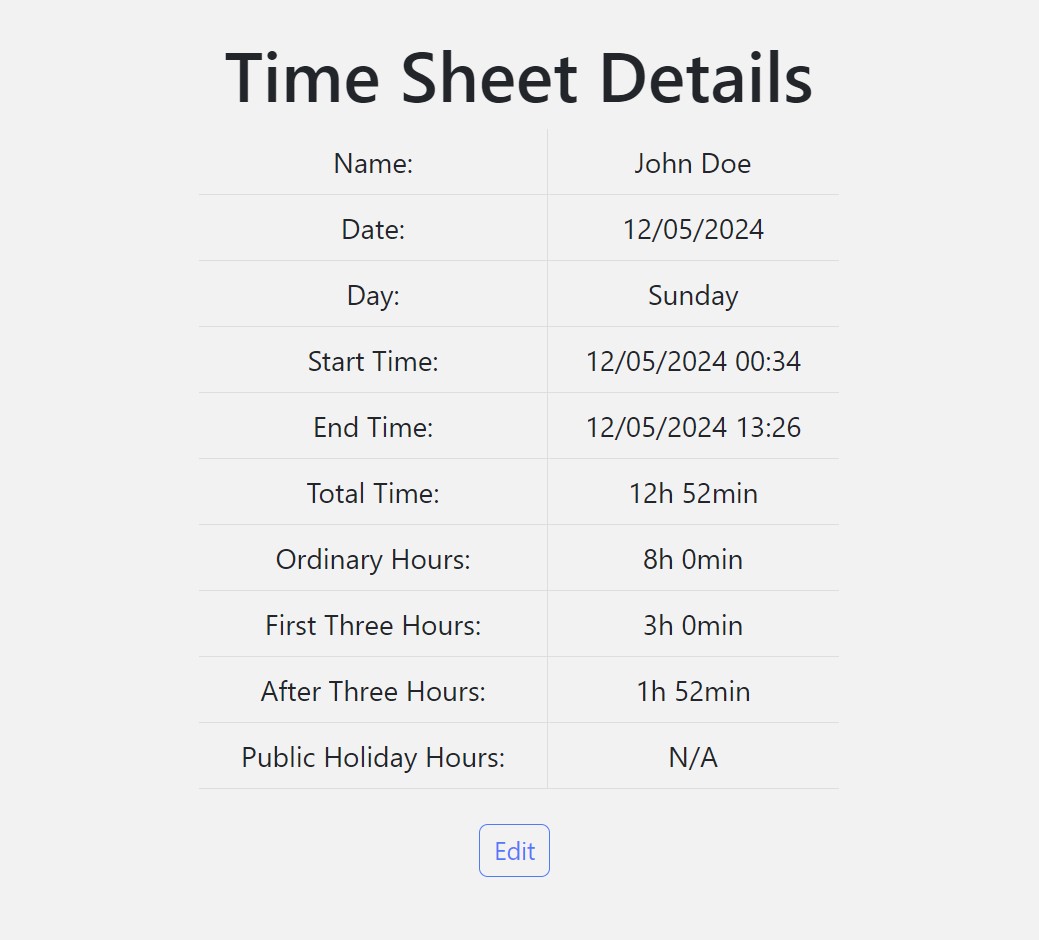 Time Sheet Details
Name: John Doe
Date: 12/05/2024
Day: Sunday
Start Time: 12/05/2024 00:34
End Time: 12/05/2024 13:26
Total Time: 12h 52min
Ordinary Hours: 8h 0min
First Three Hours: 3h 0min
After Three Hours: 1h 52min
Public Holiday Hours: N/A
Edit